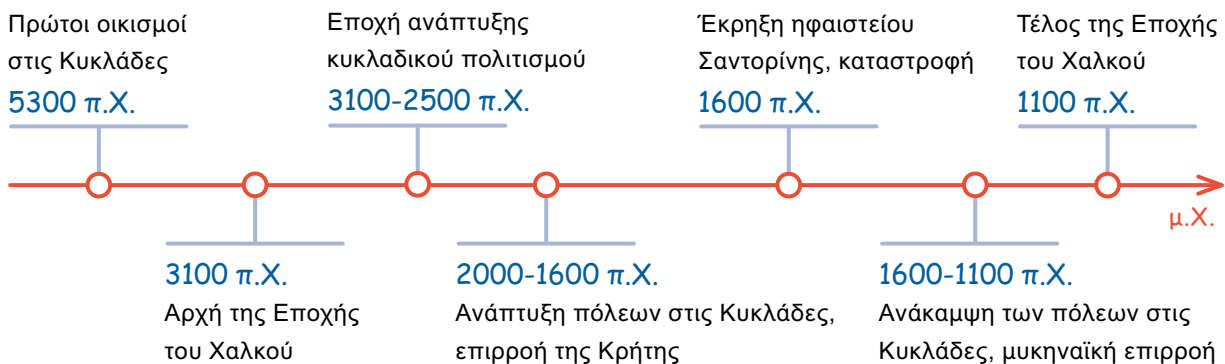 Πρώτοι οικισμοί
στις Κυκλάδες
5300 π.Χ.
Εποχή ανάπτυξης
κυκλαδικού πολιτισμού
3100-2500 π.Χ.
Έκρηξη ηφαιστείου
Σαντορίνης, καταστροφή
1600 π.Χ.
Τέλος της Εποχής
του Χαλκού
1100 π.Χ.
μ.Χ.
3100 π.Χ.
Αρχή της Εποχής
του Χαλκού
2000-1600 π.Χ.
Ανάπτυξη πόλεων στις Κυκλάδες,
επιρροή της Κρήτης
1600-1100 π.Χ.
Ανάκαμψη των πόλεων στις
Κυκλάδες, μυκηναϊκή επιρροή